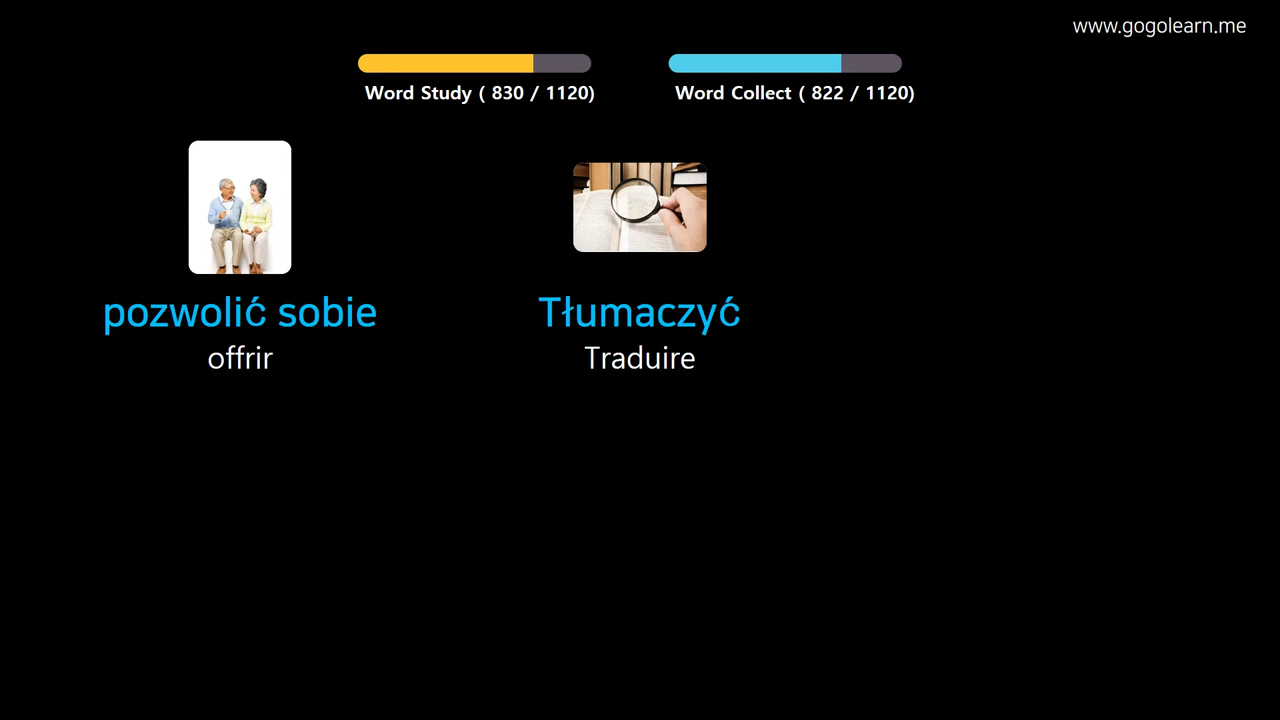 www.gogolearn.me
Word Study ( 830 / 1120)
Word Collect ( 822 / 1120)
pozwolić sobie
offrir
Tłumaczyć
Traduire